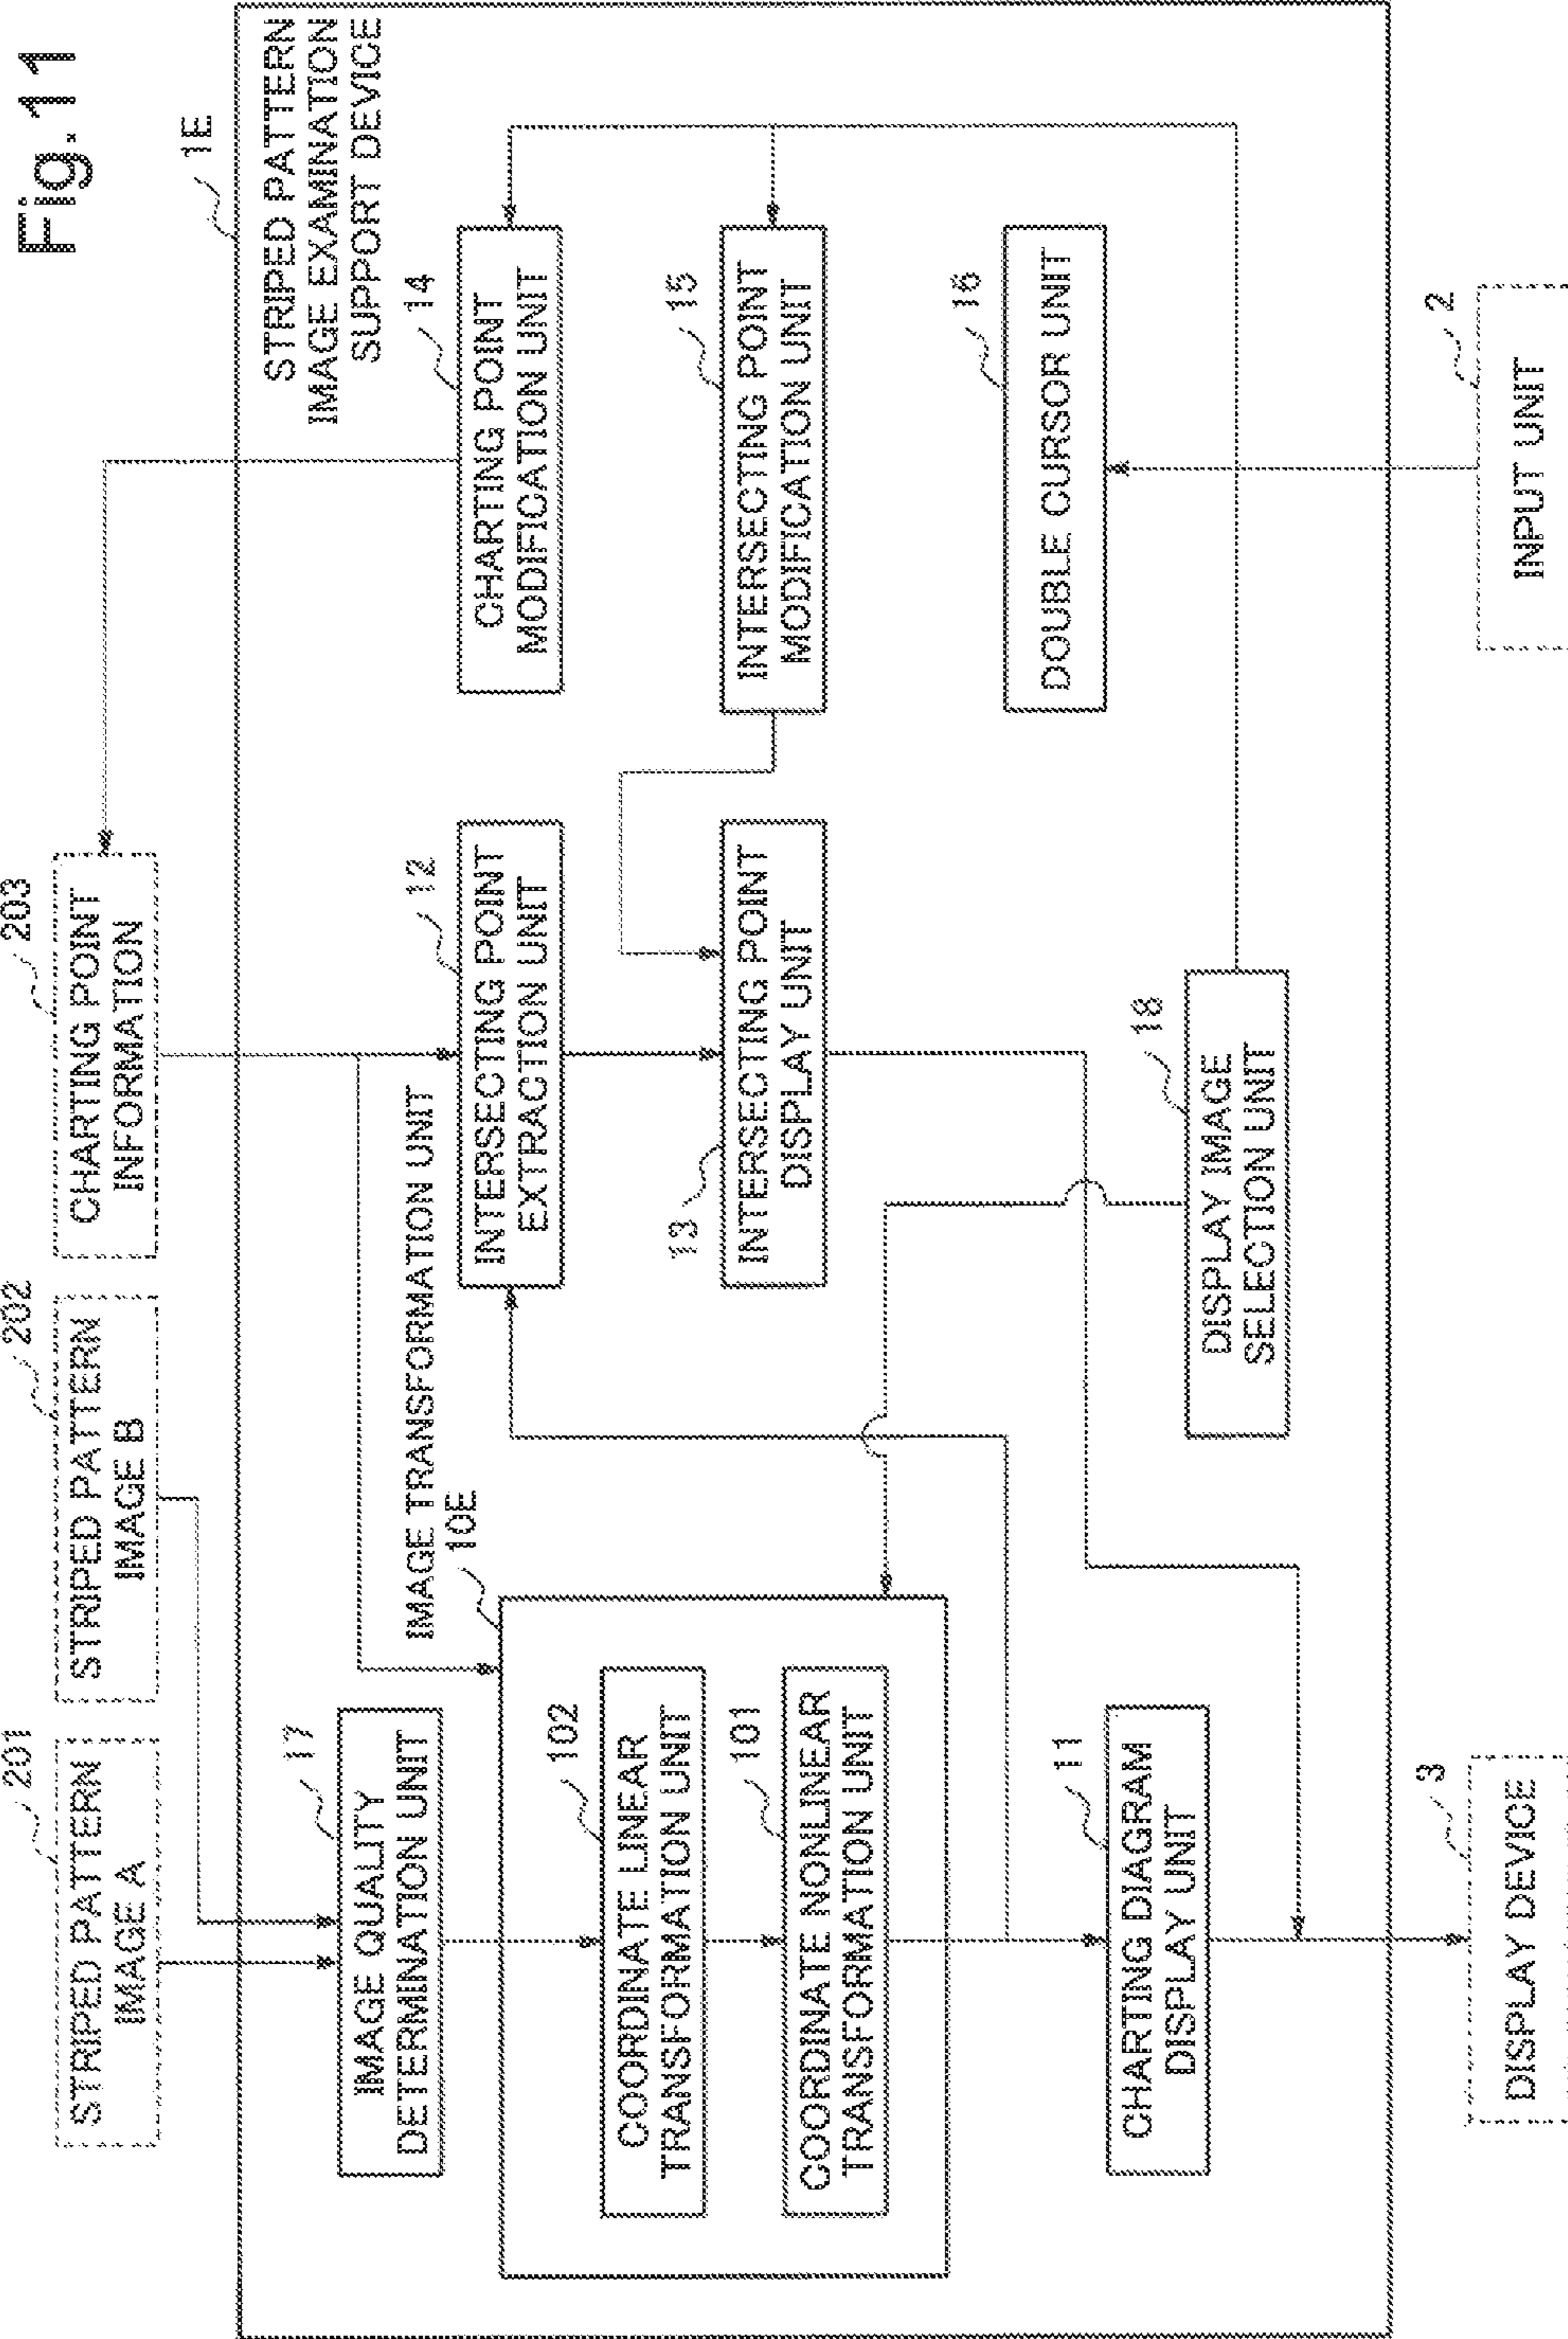 Fig.11
1E
STRIPED PATTERN
IMAGE EXAMINATION
SUPPORT DEVICE
201
STRIPED PATTERN
IMAGE A
202
STRIPED PATTERN
IMAGE B
203
CHARTING POINT
INFORMATION
17
IMAGE QUALITY
DETERMINATION UNIT
IMAGE TRANSFORMATION UNIT
10E
102
COORDINATE LINEAR
TRANSFORMATION UNIT
101
COORDINATE NONLINEAR
TRANSFORMATION UNIT
11
CHARTING DIAGRAM
DISPLAY UNIT
12
INTERSECTING POINT
EXTRACTION UNIT
13
INTERSECTING POINT
DISPLAY UNIT
18
DISPLAY IMAGE
SELECTION UNIT
14
CHARTING POINT
MODIFICATION UNIT
15
INTERSECTING POINT
MODIFICATION UNIT
16
DOUBLE CURSOR UNIT
3
DISPLAY DEVICE
2
INPUT UNIT